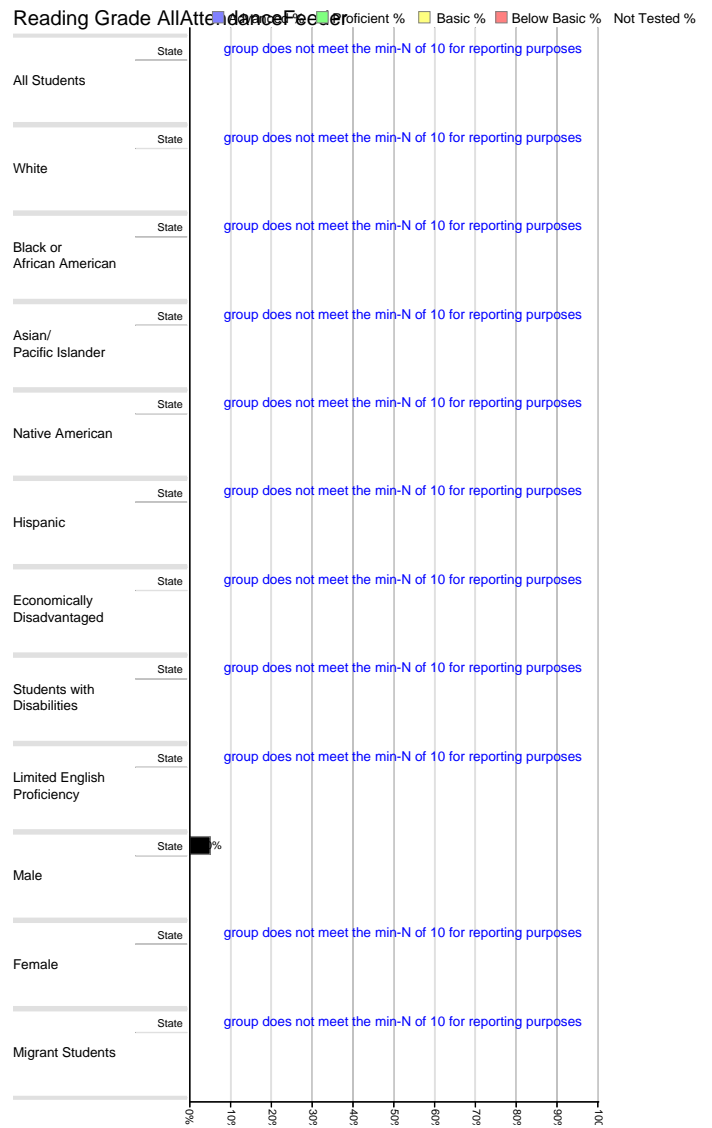 Reading Grade AllAttendanceFeeder
Advanced % Proficient % Basic % Below Basic % Not Tested %
State group does not meet the min-N of 10 for reporting purposes
All Students
State group does not meet the min-N of 10 for reporting purposes
White
State group does not meet the min-N of 10 for reporting purposes
Black or
African American
State group does not meet the min-N of 10 for reporting purposes
Asian/
Pacific Islander
State group does not meet the min-N of 10 for reporting purposes
Native American
State group does not meet the min-N of 10 for reporting purposes
Hispanic
State group does not meet the min-N of 10 for reporting purposes
Economically
Disadvantaged
State group does not meet the min-N of 10 for reporting purposes
Students with
Disabilities
State group does not meet the min-N of 10 for reporting purposes
Limited English
Proficiency
State %
Male
State group does not meet the min-N of 10 for reporting purposes
Female
State group does not meet the min-N of 10 for reporting purposes
Migrant Students
0% 10% 20% 30% 40% 50% 60% 70% 80% 90% 100